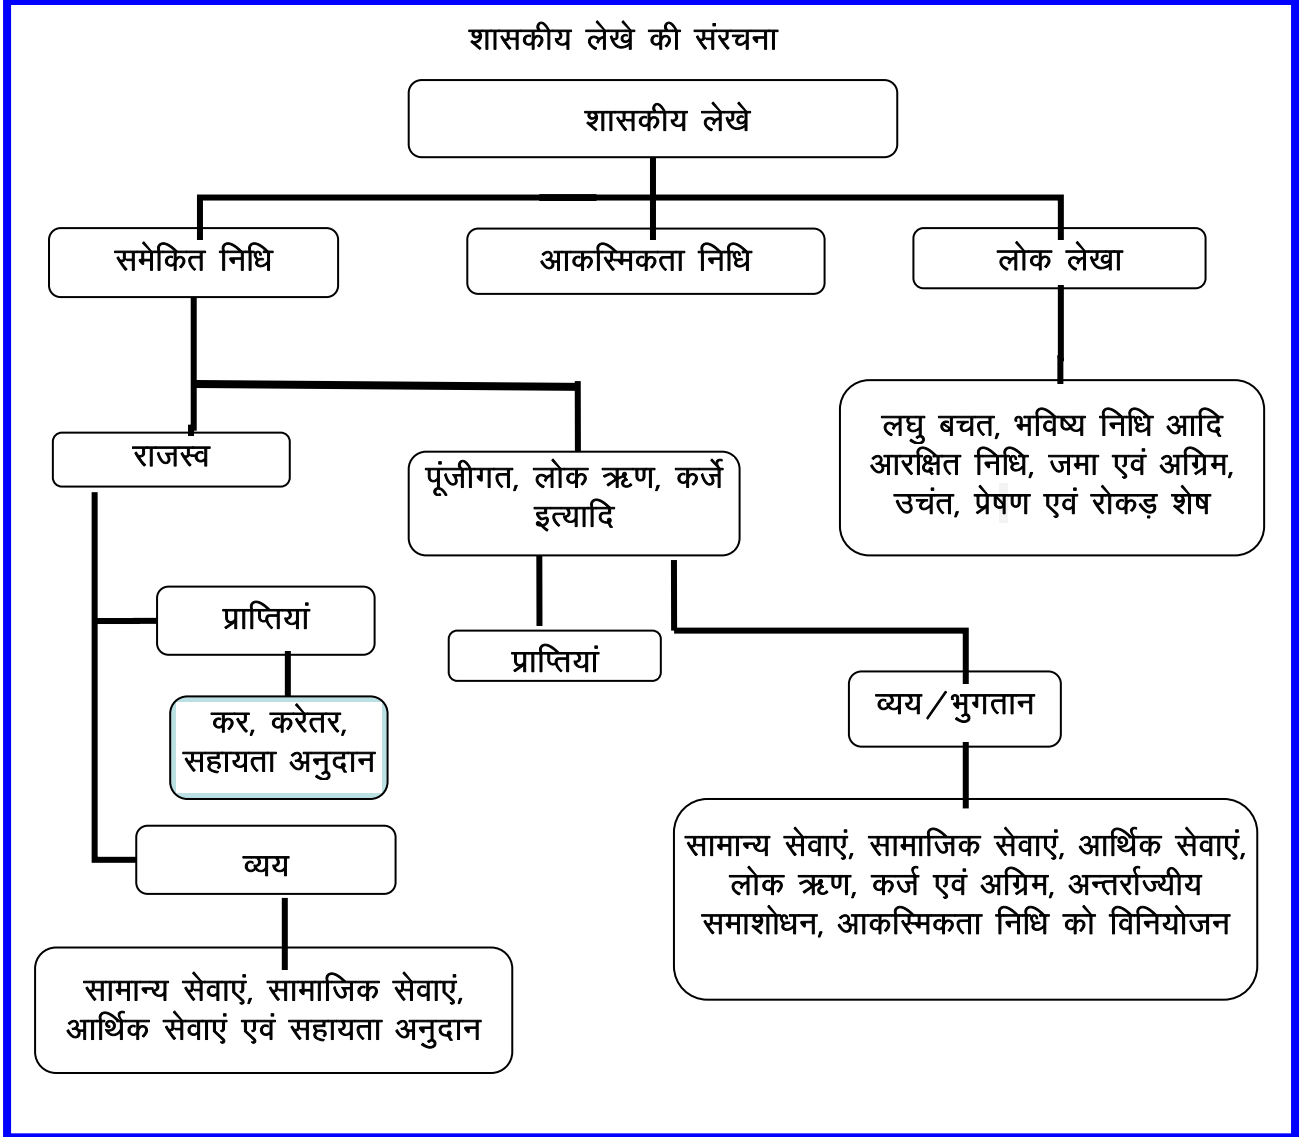 शासकीय लेखे की संरचना
शासकीय लेखे
समेकित निधि
आकस्मिकता निधि
लोक लेखा
राजस्व
पूंजीगत, लोक ऋण, कर्जे
इत्यादि
लघु बचत, भविष्य निधि आदि
आरक्षित निधि, जमा एवं अग्रिम,
उचंत, प्रेषण एवं रोकड़ शेष
प्राप्तियां
कर, करेतर,
सहायता अनुदान
प्राप्तियां
व्यय/भुगतान
व्यय
सामान्य सेवाएं, सामाजिक सेवाएं,
आर्थिक सेवाएं एवं सहायता अनुदान
सामान्य सेवाएं, सामाजिक सेवाएं, आर्थिक सेवाएं,
लोक ऋण, कर्ज एवं अग्रिम, अन्तर्राज्यीय
समाशोधन, आकस्मिकता निधि को विनियोजन